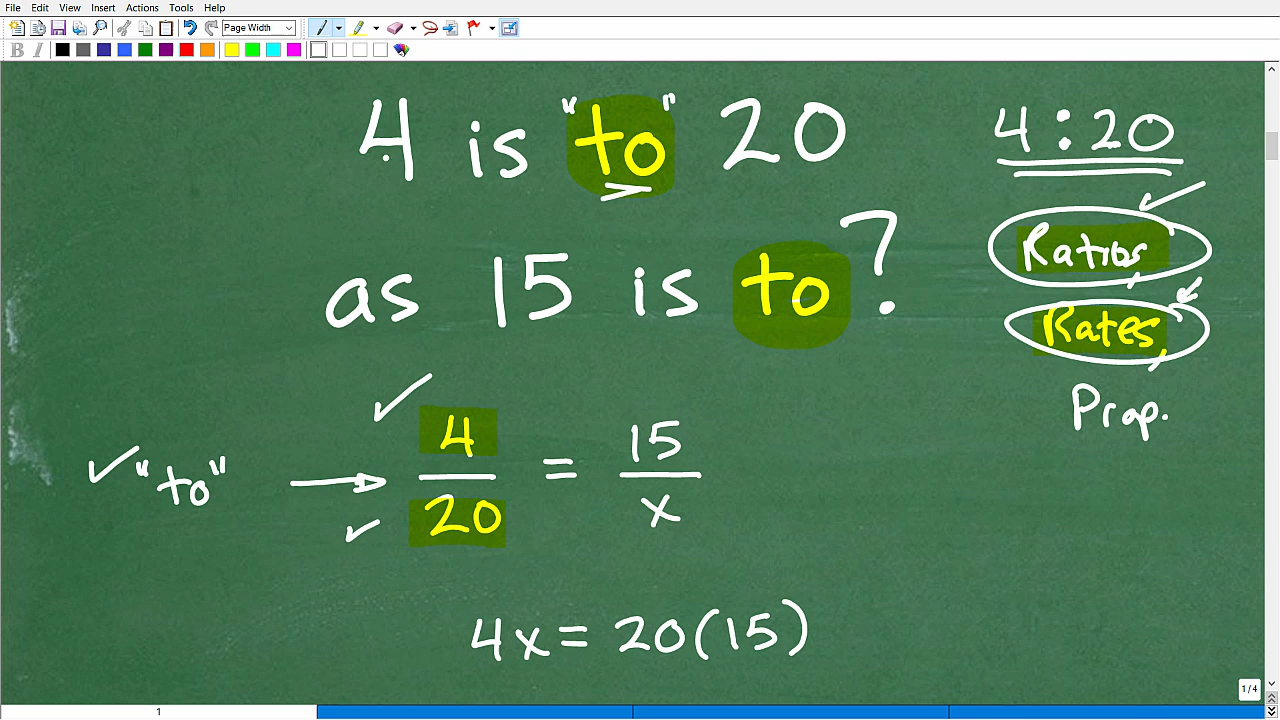 File Edit View Insert Actions Tools Help
Page Width
B I
4 is "to" 20
4 : 20
as 15 is to ?
Ratios
Rates
Prop.
"to" → 4/20 = 15/x
4x = 20(15)
1/4
1